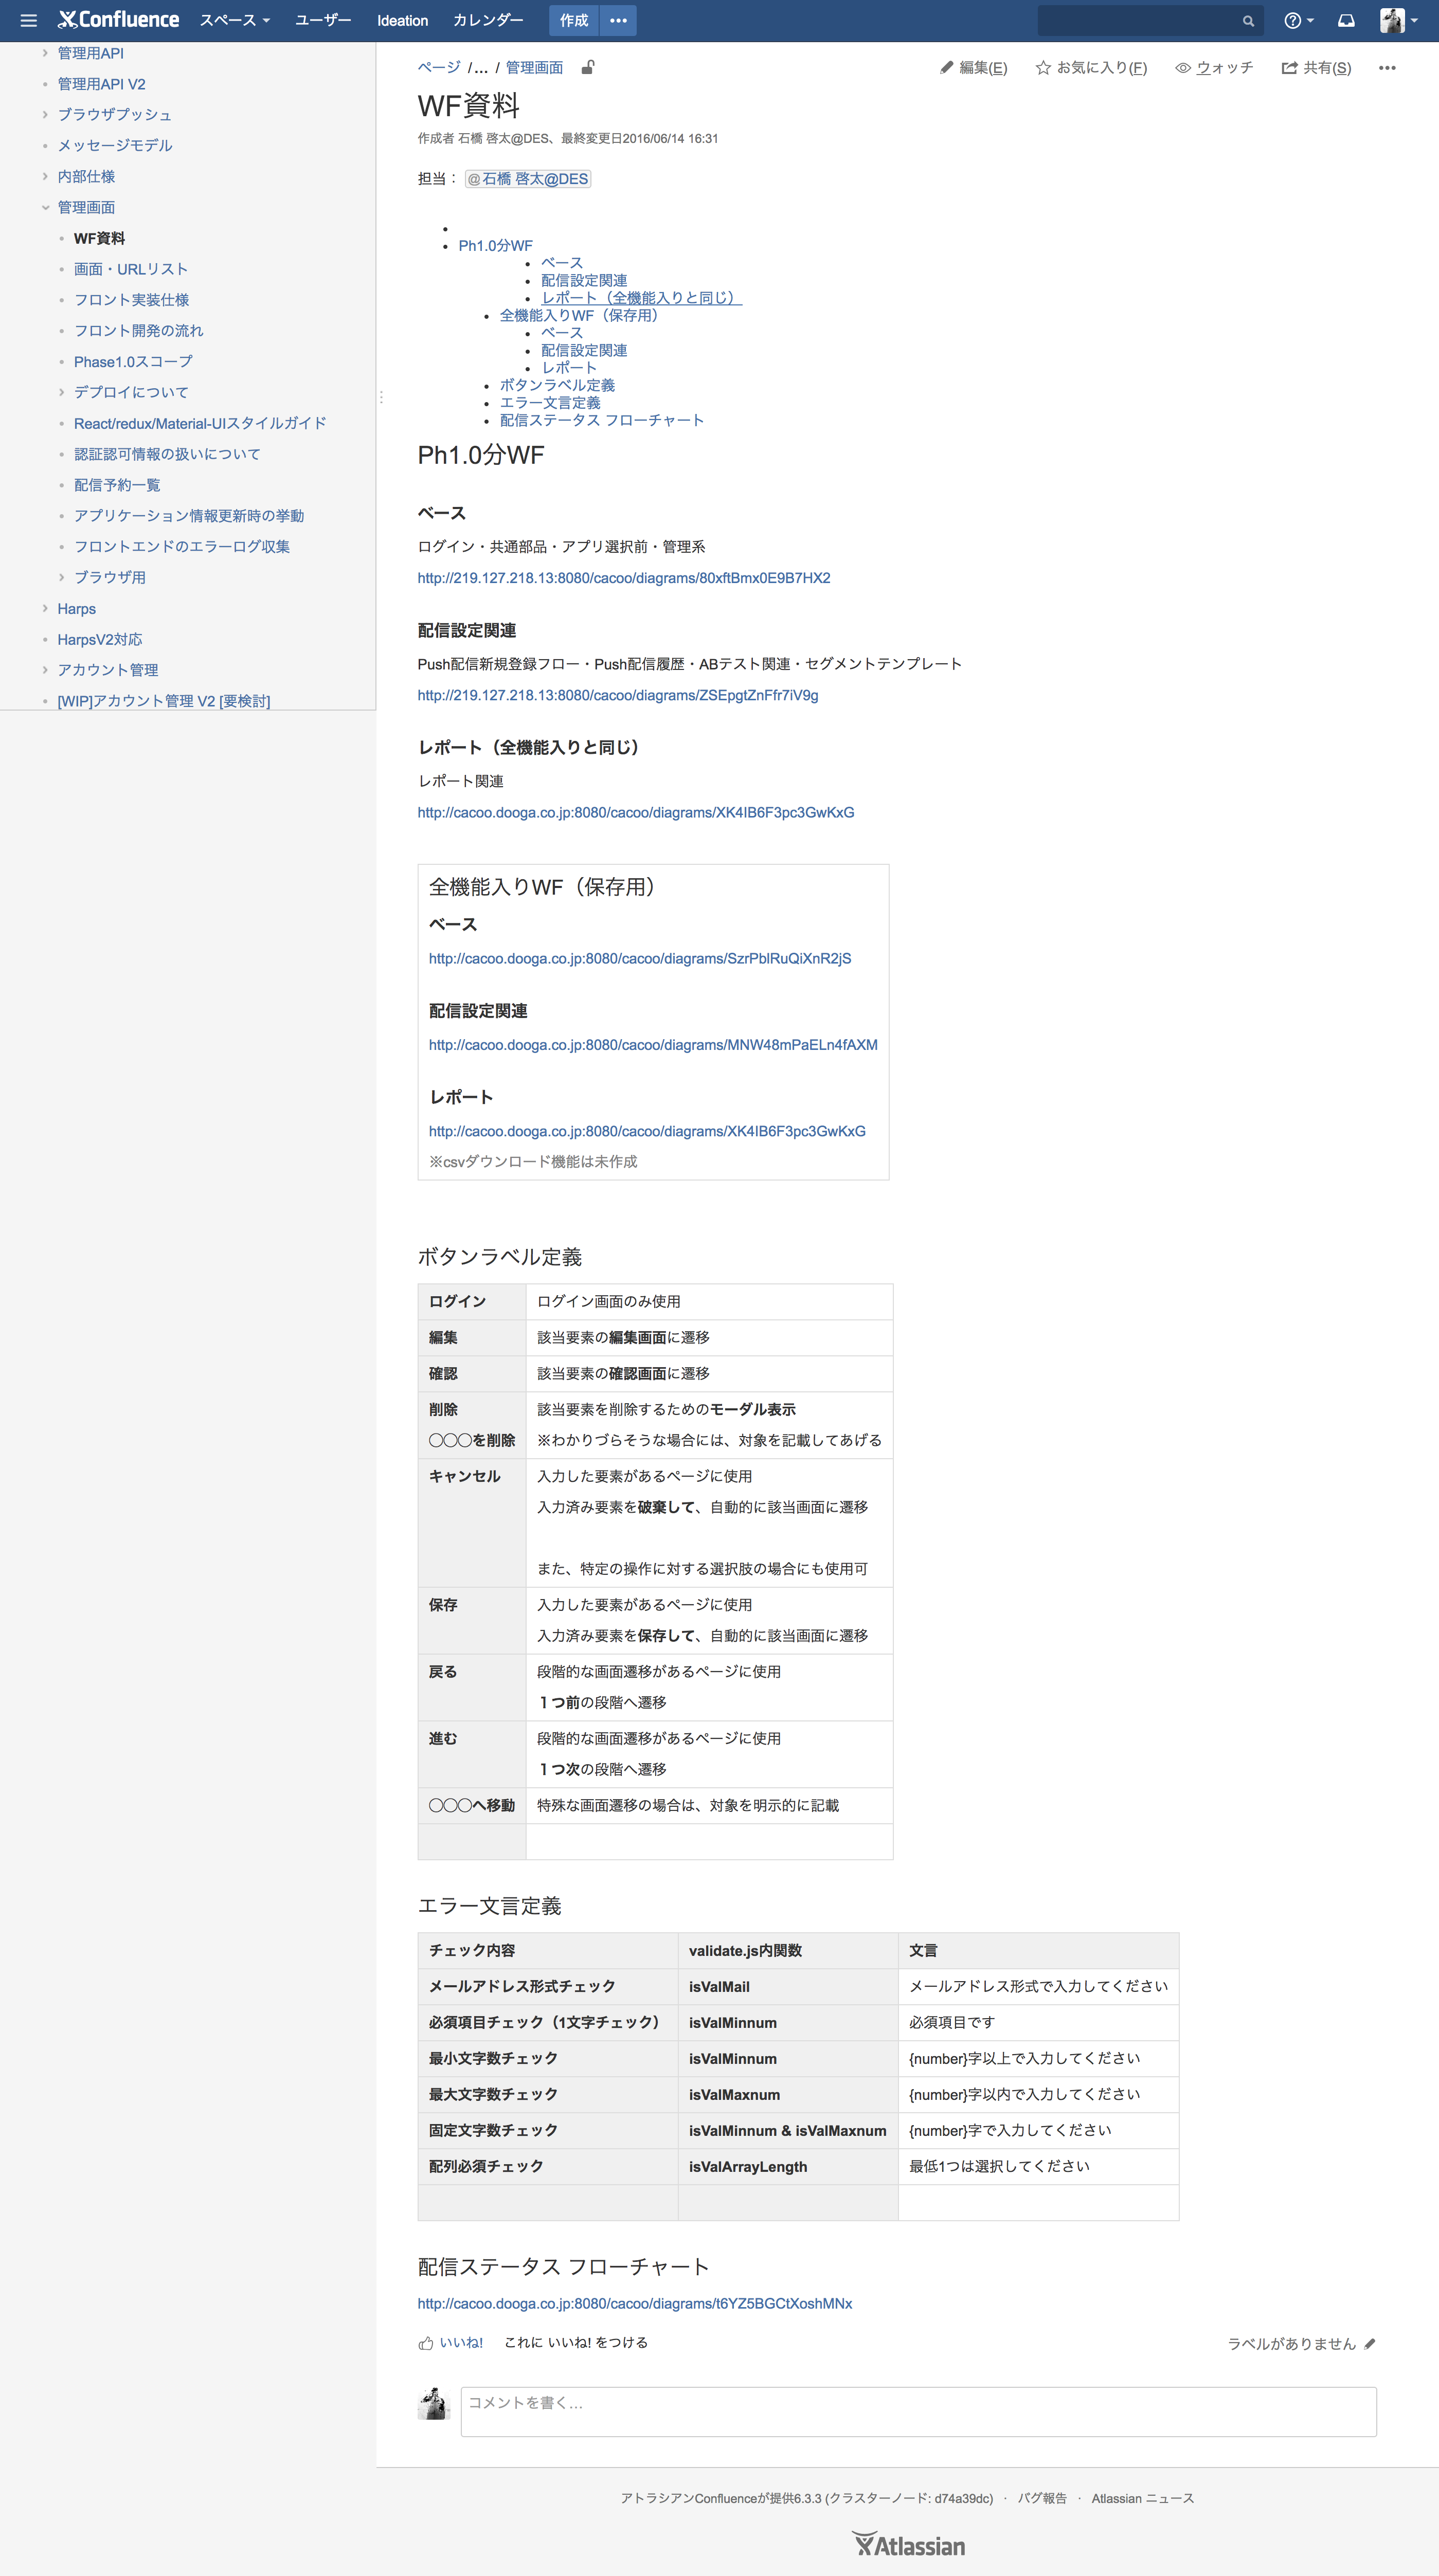 Confluence スペース ユーザー Ideation カレンダー 作成 •••
管理用API
管理用API V2
ブラウザプッシュ
メッセージモデル
内部仕様
管理画面
WF資料
画面・URLリスト
フロント実装仕様
フロント開発の流れ
Phase1.0スコープ
デプロイについて
React/redux/Material-UIスタイルガイド
認証認可情報の扱いについて
配信予約一覧
アプリケーション情報更新時の挙動
フロントエンドのエラーログ収集
ブラウザ用
Harps
HarpsV2対応
アカウント管理
[WIP]アカウント管理 V2 [要検討]
ページ /... / 管理画面
編集(E) お気に入り(F) ウォッチ 共有(S) •••
WF資料
作成者 石橋 啓太@DES、最終変更日2016/06/14 16:31
担当： @石橋 啓太@DES
Ph1.0分WF
ベース
配信設定関連
レポート（全機能入りと同じ）
全機能入りWF（保存用）
ベース
配信設定関連
レポート
ボタンラベル定義
エラー文言定義
配信ステータス フローチャート
Ph1.0分WF
ベース
ログイン・共通部品・アプリ選択前・管理系
http://219.127.218.13:8080/cacoo/diagrams/80xftBmx0E9B7HX2
配信設定関連
Push配信新規登録フロー・Push配信履歴・ABテスト関連・セグメントテンプレート
http://219.127.218.13:8080/cacoo/diagrams/ZSEpgtZnFfr7iV9g
レポート（全機能入りと同じ）
レポート関連
http://cacoo.dooga.co.jp:8080/cacoo/diagrams/XK4IB6F3pc3GwKxG
全機能入りWF（保存用）
ベース
http://cacoo.dooga.co.jp:8080/cacoo/diagrams/SzrPblRuQiXnR2jS
配信設定関連
http://cacoo.dooga.co.jp:8080/cacoo/diagrams/MNW48mPaELn4fAXM
レポート
http://cacoo.dooga.co.jp:8080/cacoo/diagrams/XK4IB6F3pc3GwKxG
※csvダウンロード機能は未作成
ボタンラベル定義
ログイン ログイン画面のみ使用
編集 該当要素の編集画面に遷移
確認 該当要素の確認画面に遷移
削除 該当要素を削除するためのモーダル表示
◯◯◯を削除 ※わかりづらそうな場合には、対象を記載してあげる
キャンセル 入力した要素があるページに使用
入力済み要素を破棄して、自動的に該当画面に遷移
また、特定の操作に対する選択肢の場合にも使用可
保存 入力した要素があるページに使用
入力済み要素を保存して、自動的に該当画面に遷移
戻る 段階的な画面遷移があるページに使用
１つ前の段階へ遷移
進む 段階的な画面遷移があるページに使用
１つ次の段階へ遷移
◯◯◯へ移動 特殊な画面遷移の場合は、対象を明示的に記載
エラー文言定義
チェック内容 validate.js内関数 文言
メールアドレス形式チェック isValMail メールアドレス形式で入力してください
必須項目チェック（1文字チェック） isValMinnum 必須項目です
最小文字数チェック isValMinnum {number}字以上で入力してください
最大文字数チェック isValMaxnum {number}字以内で入力してください
固定文字数チェック isValMinnum & isValMaxnum {number}字で入力してください
配列必須チェック isValArrayLength 最低1つは選択してください
配信ステータス フローチャート
http://cacoo.dooga.co.jp:8080/cacoo/diagrams/t6YZ5BGCtXoshMNx
いいね! これに いいね! をつける ラベルがありません
コメントを書く...
アトラシアンConfluenceが提供6.3.3 (クラスターノード: d74a39dc) · バグ報告 · Atlassian ニュース
Atlassian